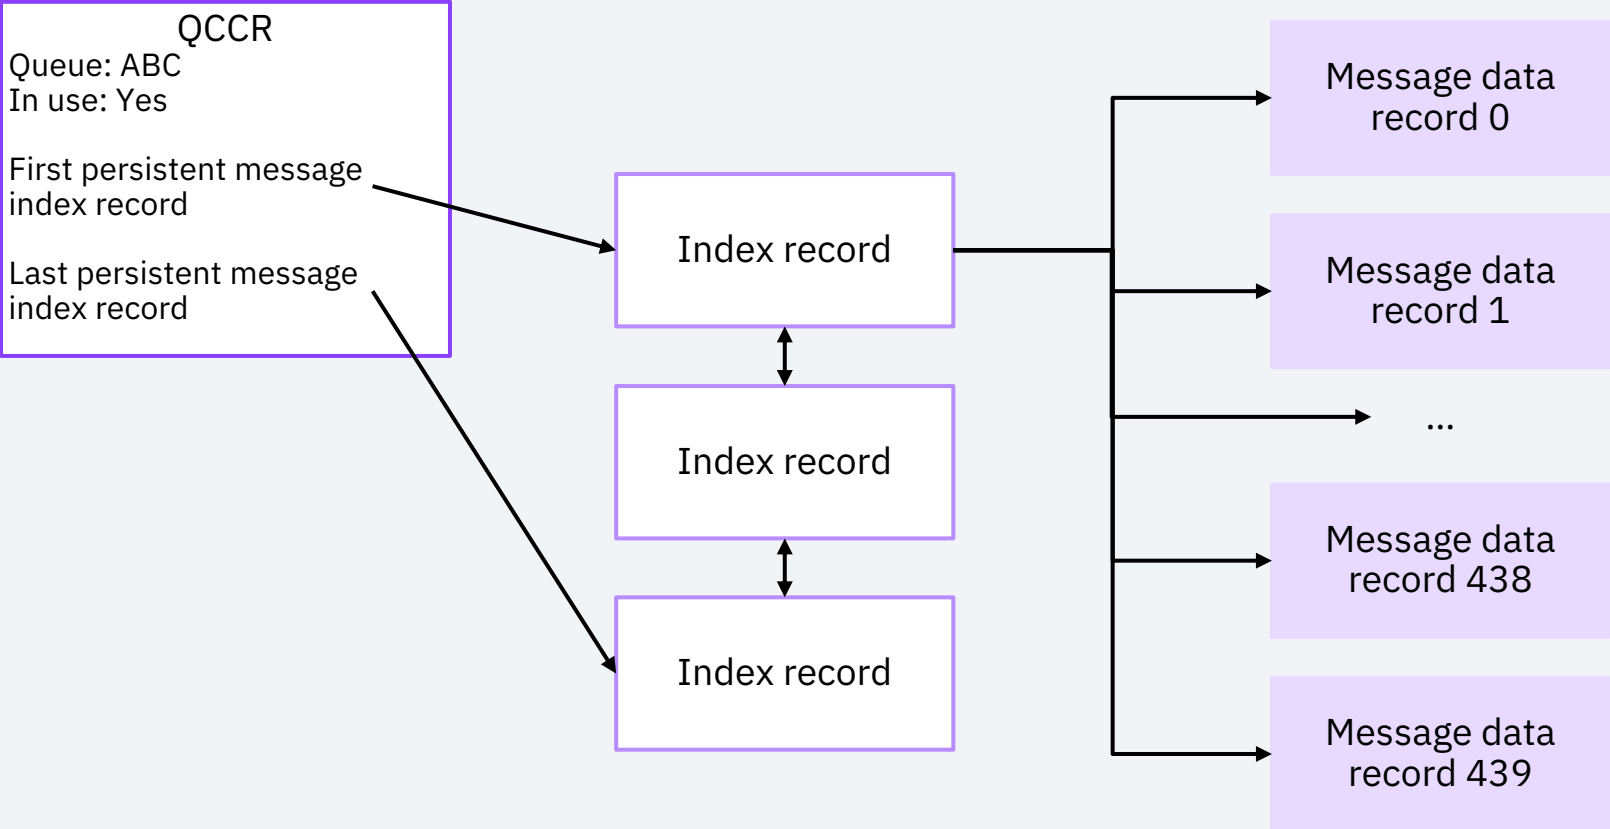 QCCR
Queue: ABC
In use: Yes
First persistent message
index record
Last persistent message
index record
Index record
Index record
Index record
Message data
record 0
Message data
record 1
...
Message data
record 438
Message data
record 439